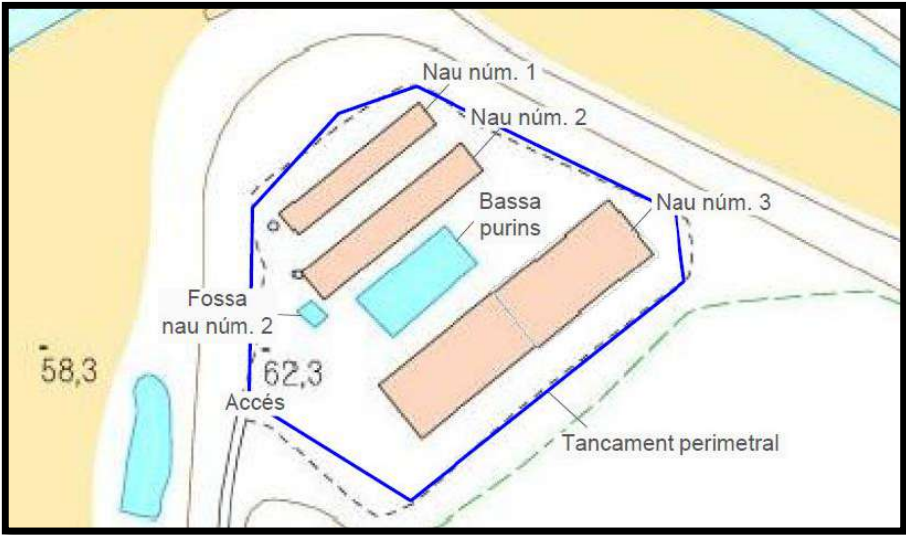 Nau núm. 1
Nau núm. 2
Bassa
purins
Nau núm. 3
Fossa
nau núm. 2
58,3
62,3
Accés
Tancament perimetral